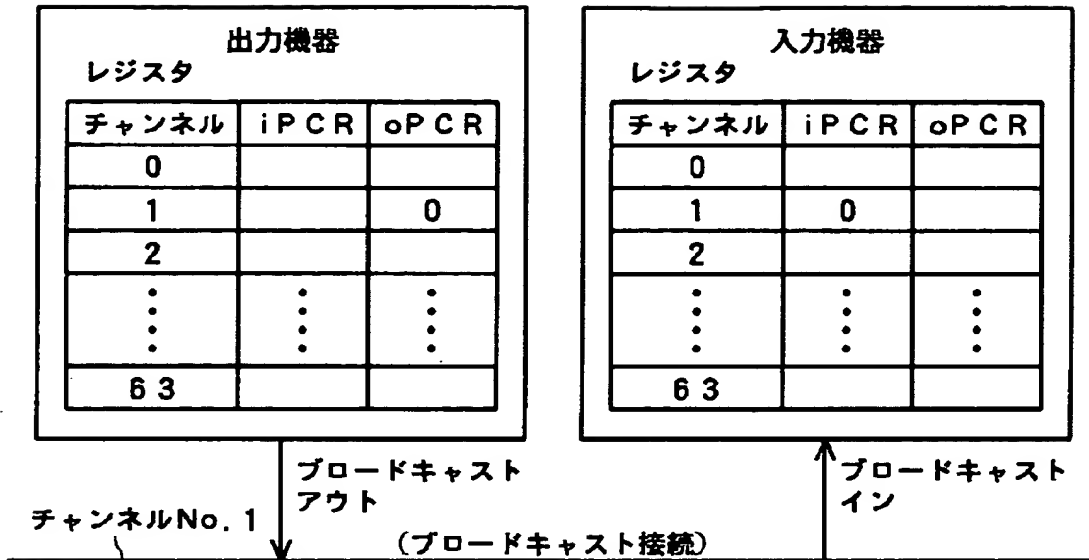 出力機器
レジスタ
チャンネル iPCR oPCR
0
1 0
2
63
ブロードキャスト
アウト
入力機器
レジスタ
チャンネル iPCR oPCR
0
1 0
2
63
ブロードキャスト
イン
チャンネルNo.1
(ブロードキャスト接続)